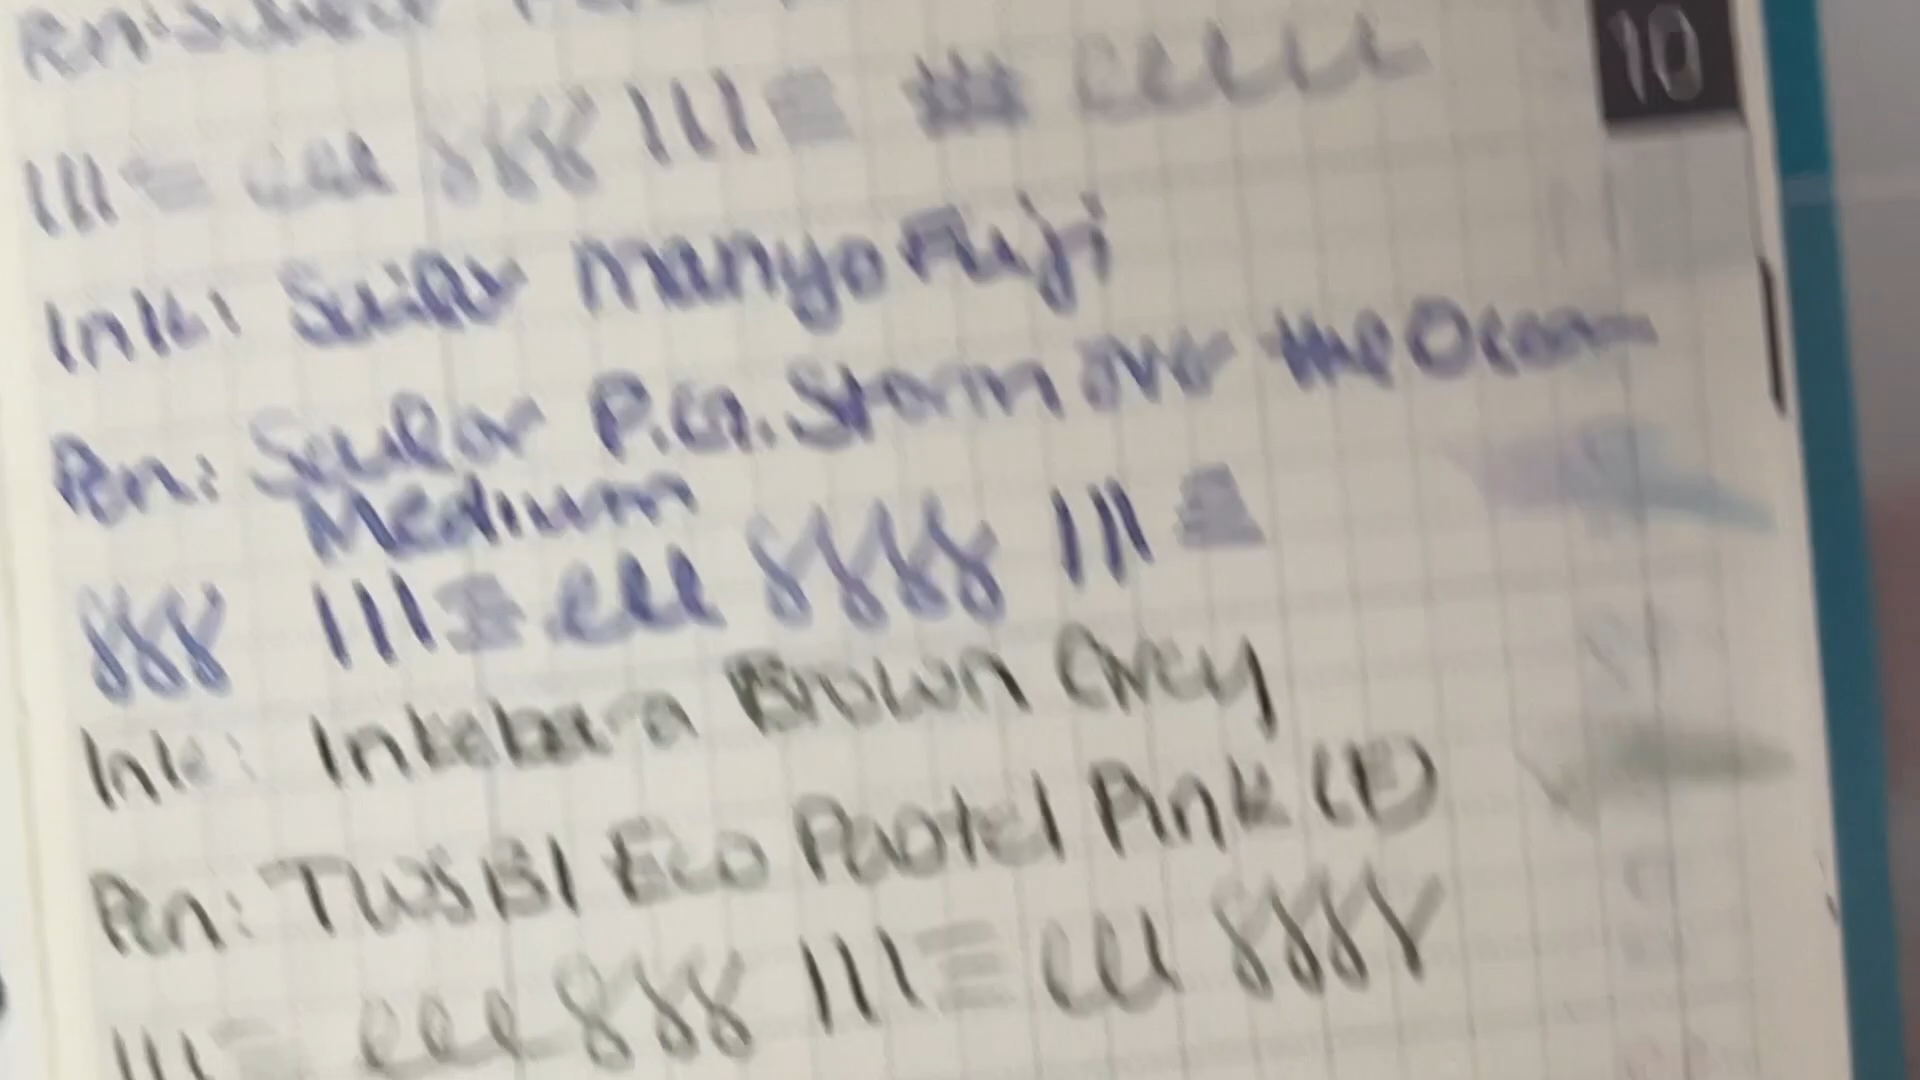 10
Ink: Sailor Manyo Fuji
Pen: Sailor P.G. Storm over the Ocean
Medium
Ink: Inkebara Brown Grey
Pen: TWSBI Eco Pastel Pink (F)